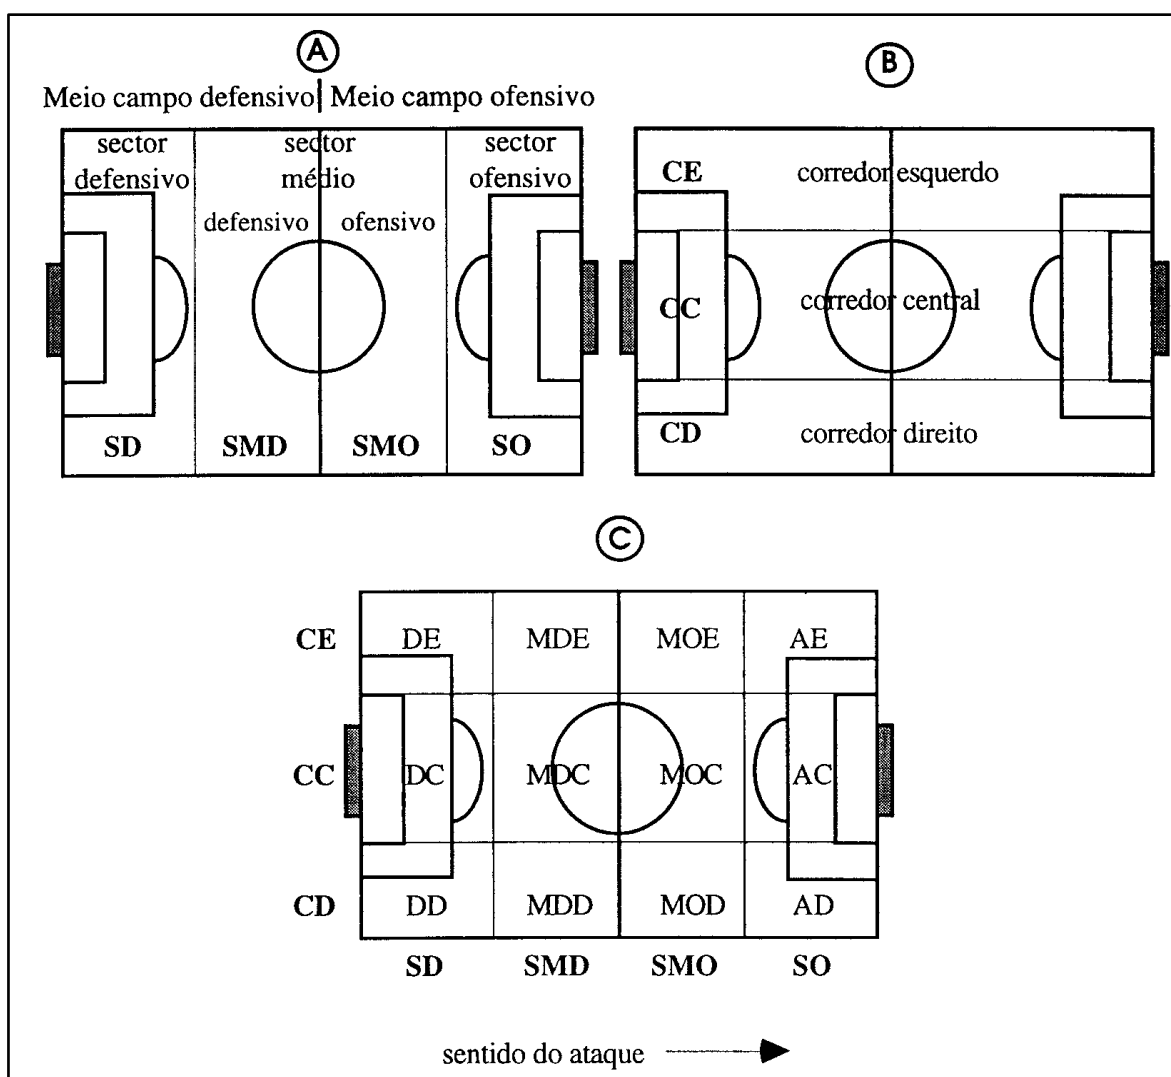 A
Meio campo defensivo Meio campo ofensivo
sector defensivo
sector médio
sector ofensivo
defensivo ofensivo
SD SMD SMO SO
B
CE corredor esquerdo
CC corredor central
CD corredor direito
C
CE DE MDE MOE AE
CC DC MDC MOC AC
CD DD MDD MOD AD
SD SMD SMO SO
sentido do ataque